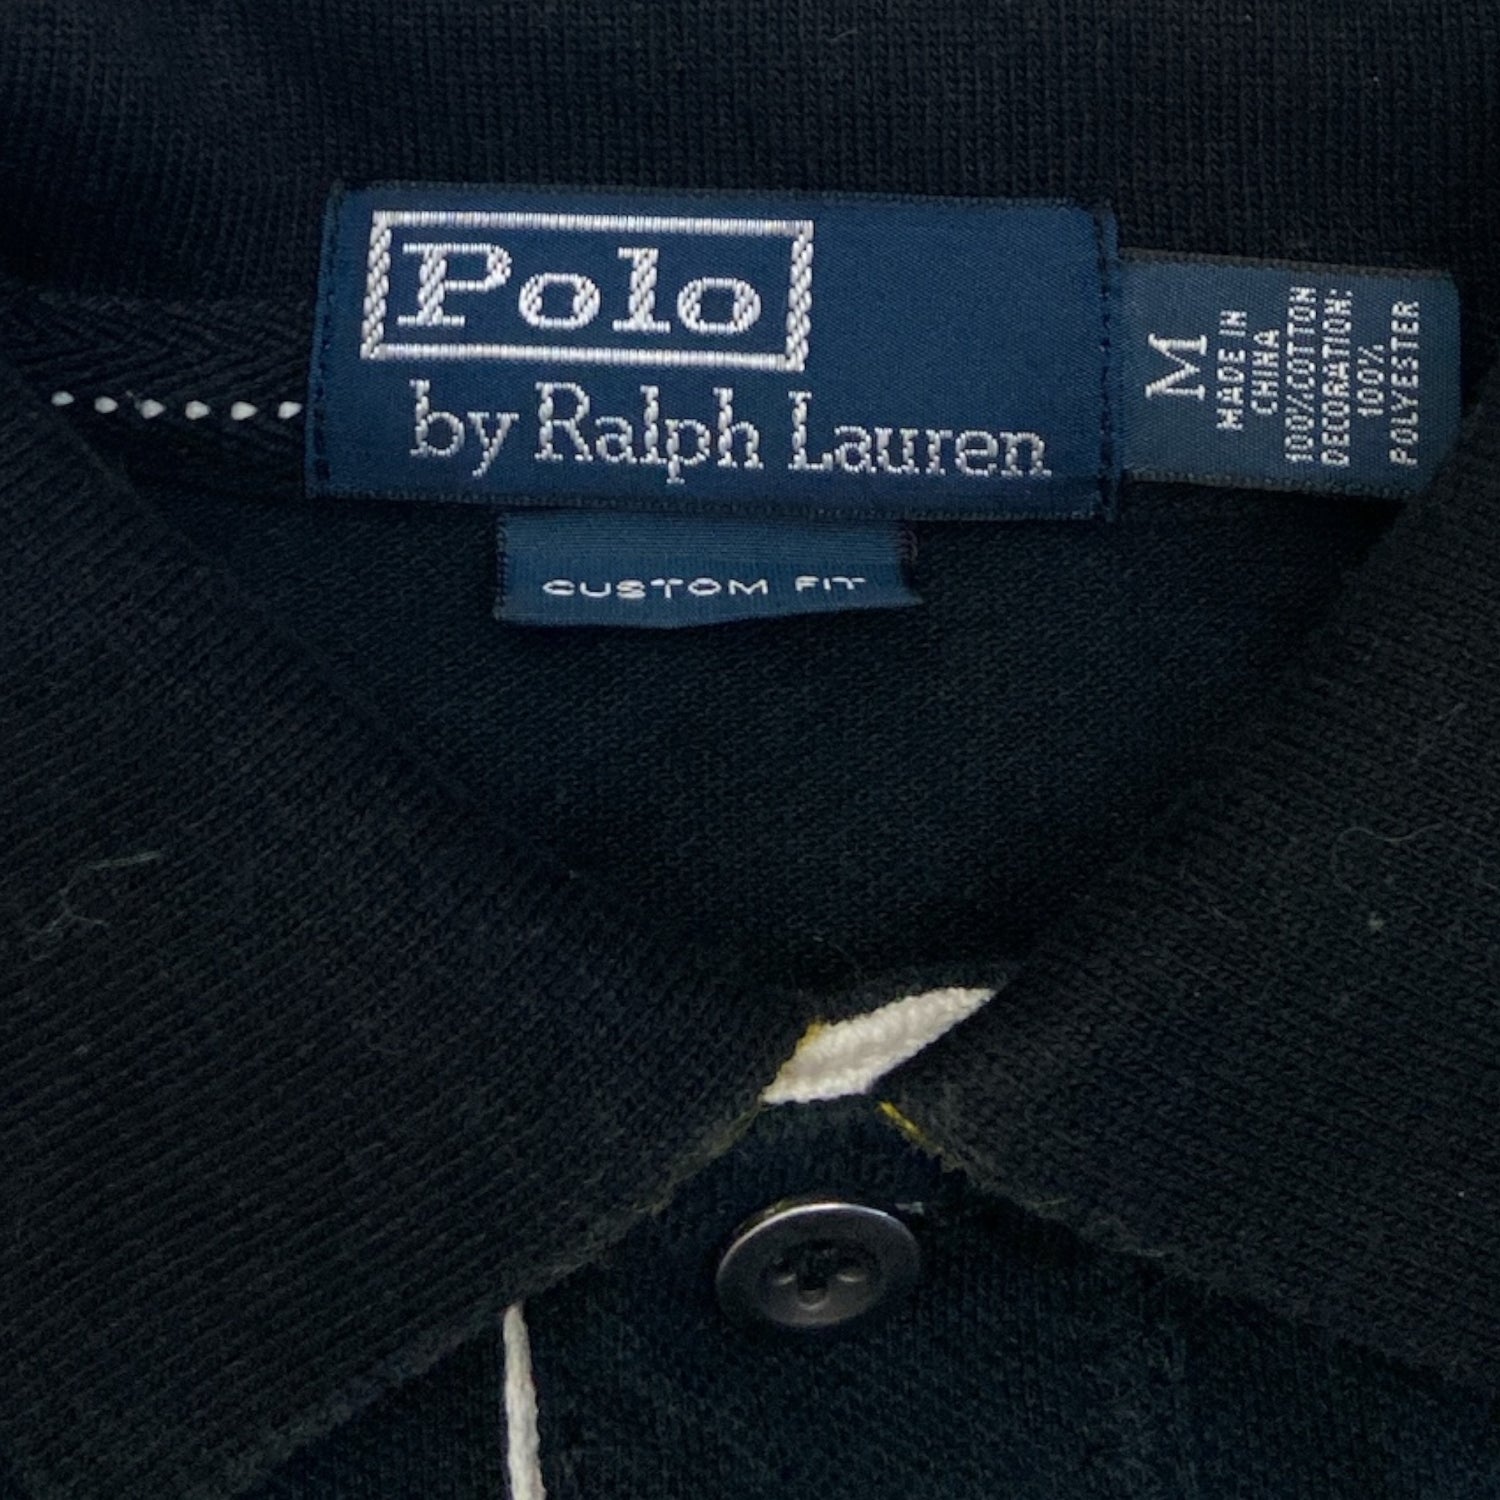 Polo
by Ralph Lauren
CUSTOM FIT
M
MADE IN
CHINA
100%COTTON
DECORATION:
100%
POLYESTER